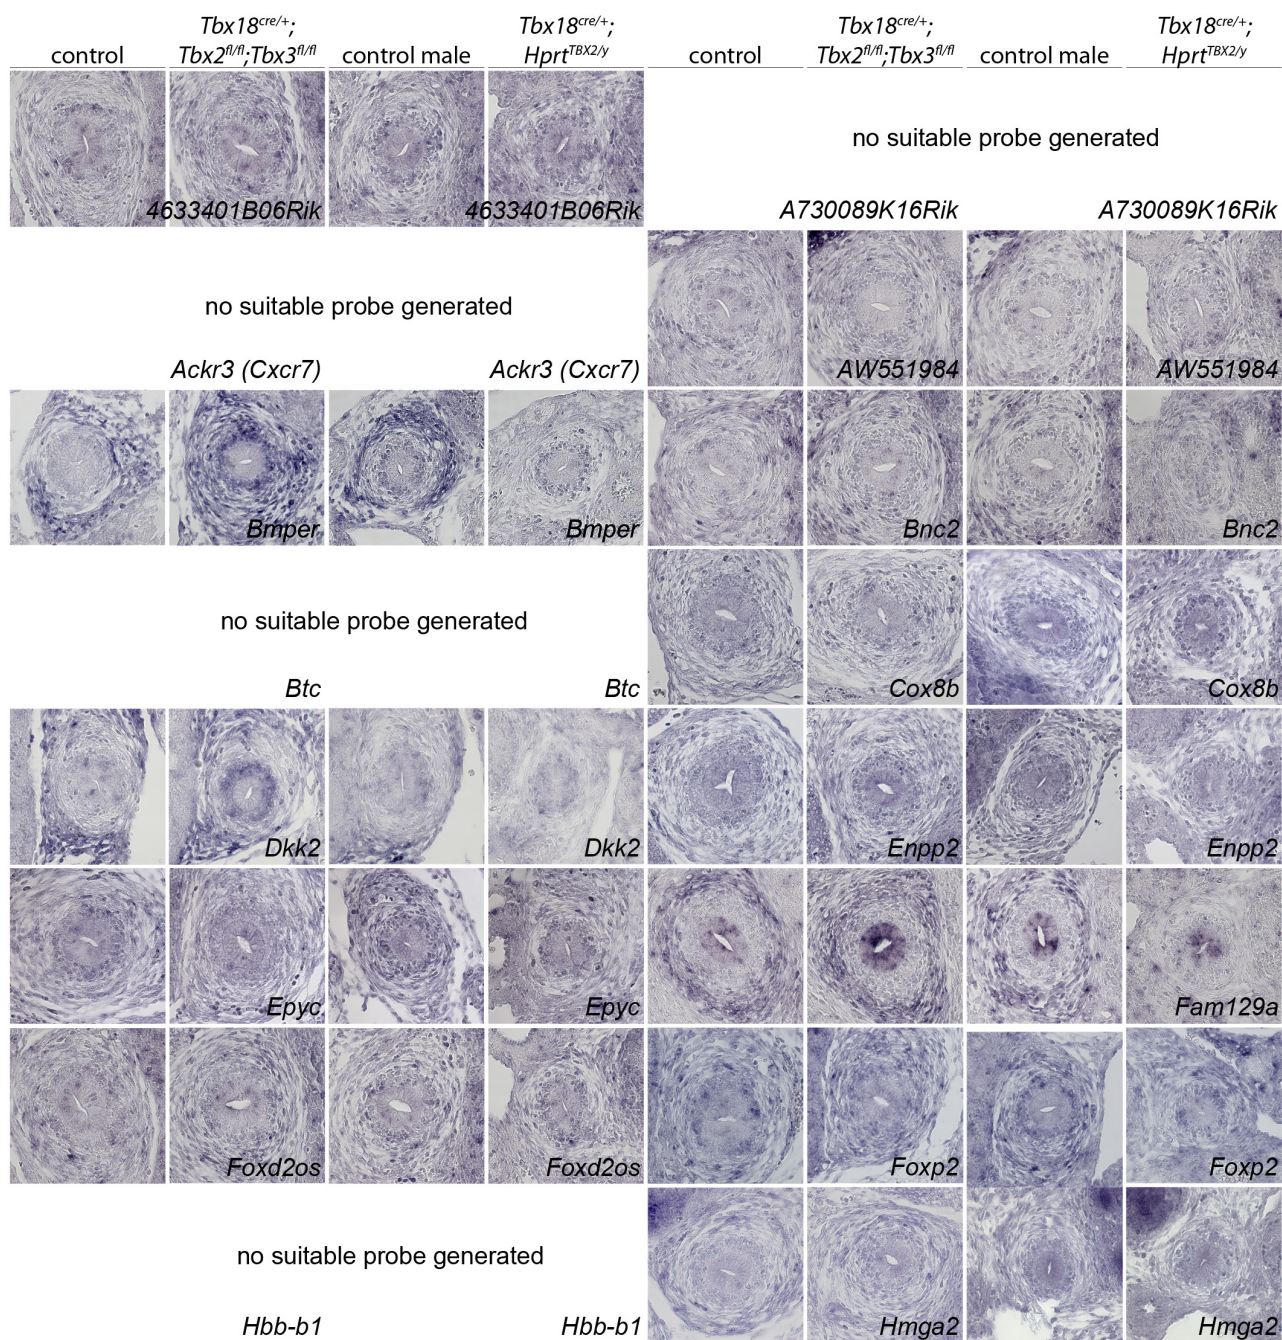 control
Tbx18cre/+;
Tbx2fl/fl;Tbx3fl/fl
control male
Tbx18cre/+;
HprtTBX2/y
control
Tbx18cre/+;
Tbx2fl/fl;Tbx3fl/fl
control male
Tbx18cre/+;
HprtTBX2/y
4633401B06Rik
4633401B06Rik
no suitable probe generated
A730089K16Rik
A730089K16Rik
no suitable probe generated
Ackr3 (Cxcr7)
Ackr3 (Cxcr7)
AW551984
AW551984
Bmper
Bmper
Bnc2
Bnc2
no suitable probe generated
Btc
Btc
Cox8b
Cox8b
Dkk2
Dkk2
Enpp2
Enpp2
Epyc
Epyc
Fam129a
Foxd2os
Foxd2os
Foxp2
Foxp2
no suitable probe generated
Hbb-b1
Hbb-b1
Hmga2
Hmga2